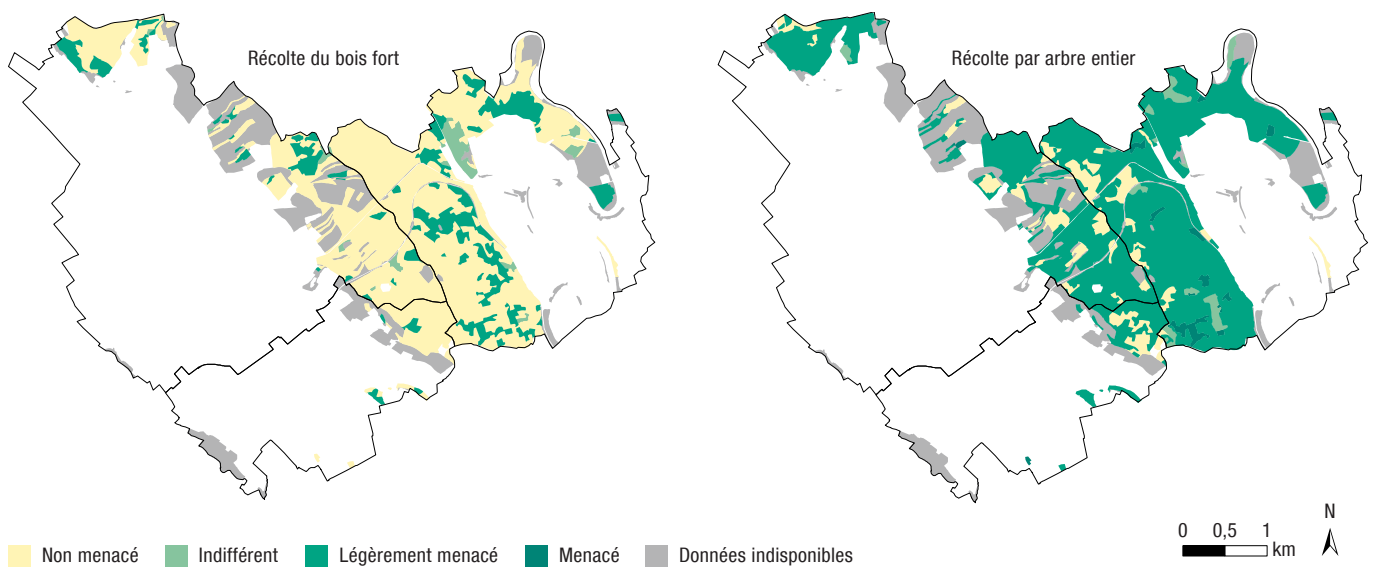 Récolte du bois fort
Récolte par arbre entier
Non menacé
Indifférent
Légèrement menacé
Menacé
Données indisponibles
0 0,5 1
km
N